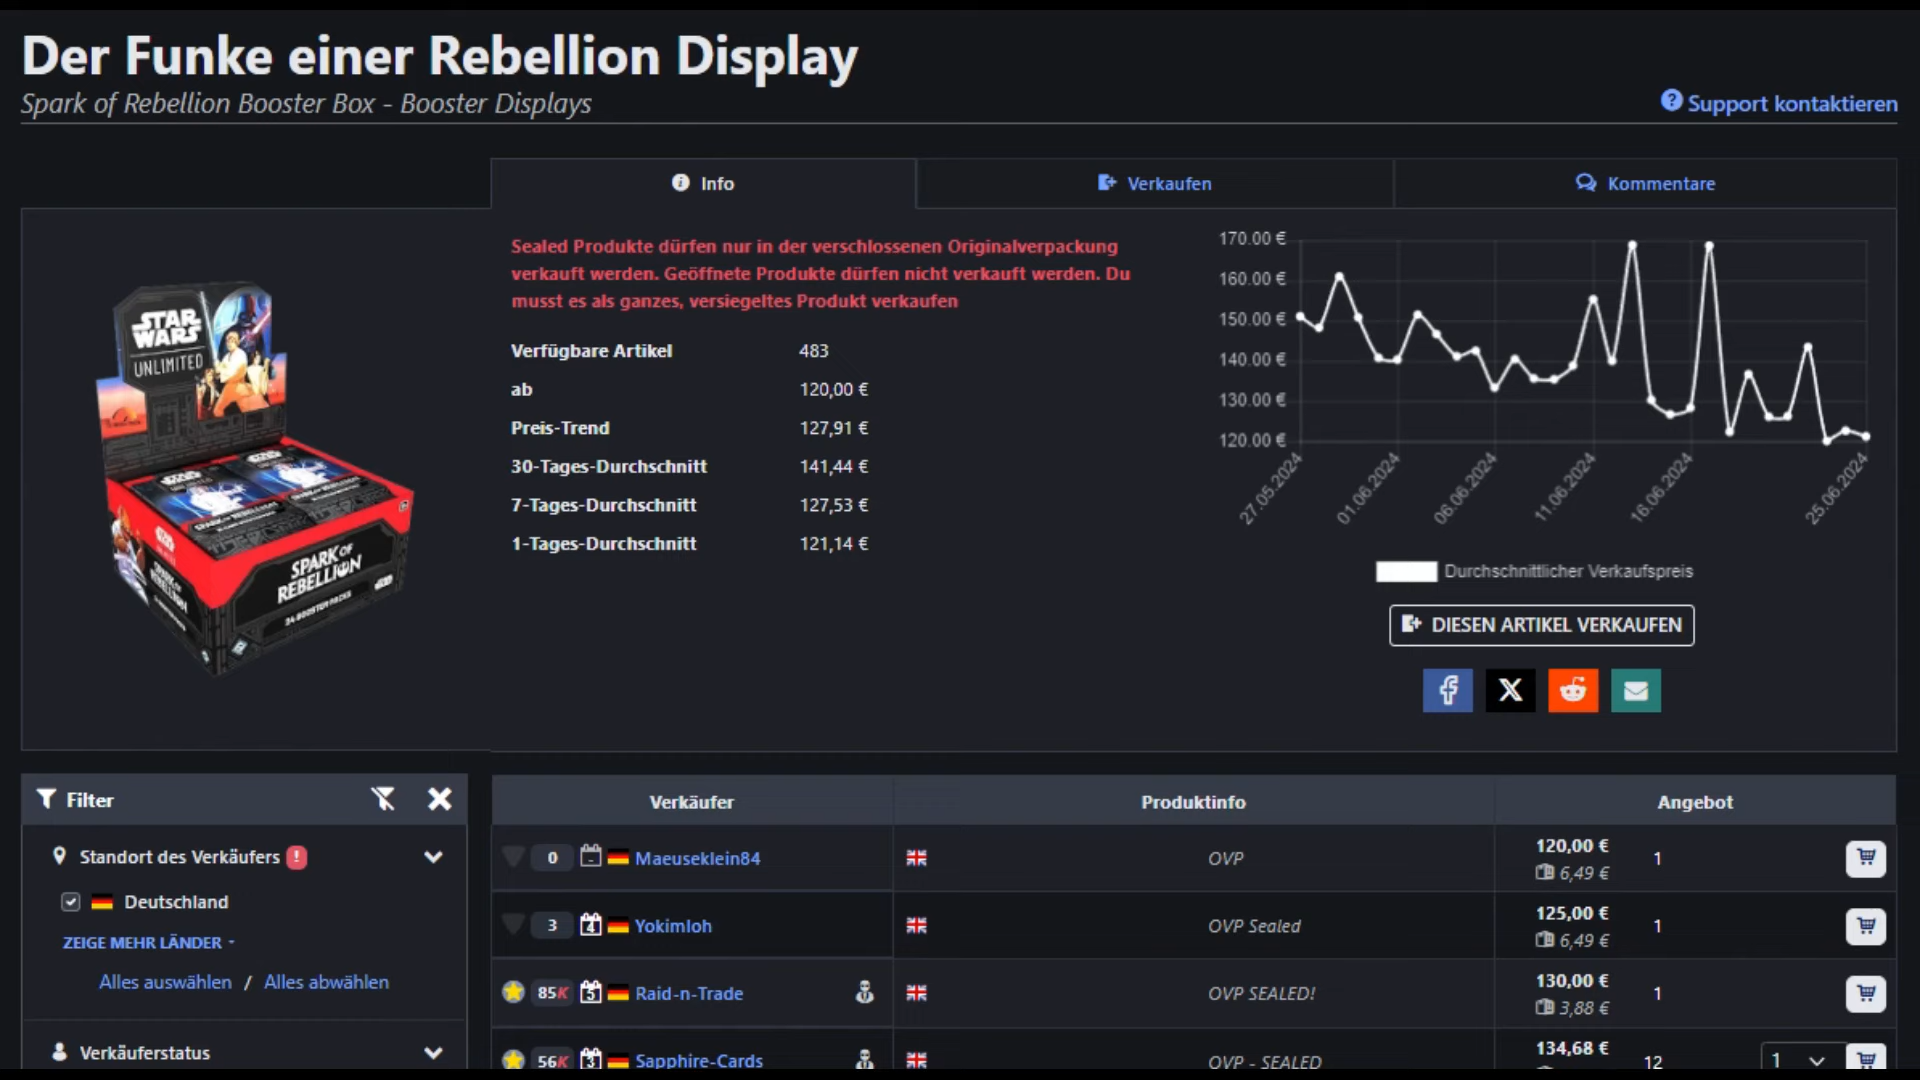 Der Funke einer Rebellion Display
Spark of Rebellion Booster Box - Booster Displays
Support kontaktieren
Info
Verkaufen
Kommentare
Sealed Produkte dürfen nur in der verschlossenen Originalverpackung
verkauft werden. Geöffnete Produkte dürfen nicht verkauft werden. Du
musst es als ganzes, versiegeltes Produkt verkaufen
Verfügbare Artikel 483
ab 120,00 €
Preis-Trend 127,91 €
30-Tages-Durchschnitt 141,44 €
7-Tages-Durchschnitt 127,53 €
1-Tages-Durchschnitt 121,14 €
STAR
WARS
UNLIMITED
SPARK OF
REBELLION
24 BOOSTER PACKS
170.00 €
160.00 €
150.00 €
140.00 €
130.00 €
120.00 €
27.05.2024
01.06.2024
06.06.2024
11.06.2024
16.06.2024
25.06.2024
Durchschnittlicher Verkaufspreis
DIESEN ARTIKEL VERKAUFEN
Filter
Standort des Verkäufers
Deutschland
ZEIGE MEHR LÄNDER
Alles auswählen / Alles abwählen
Verkäuferstatus
Verkäufer Produktinfo Angebot
0 Maeuseklein84 OVP 120,00 € 1
6,49 €
3 4 Yokimloh OVP Sealed 125,00 € 1
6,49 €
85K 5 Raid-n-Trade OVP SEALED! 130,00 € 1
3,88 €
56K 3 Sapphire-Cards OVP - SEALED 134,68 € 12 1